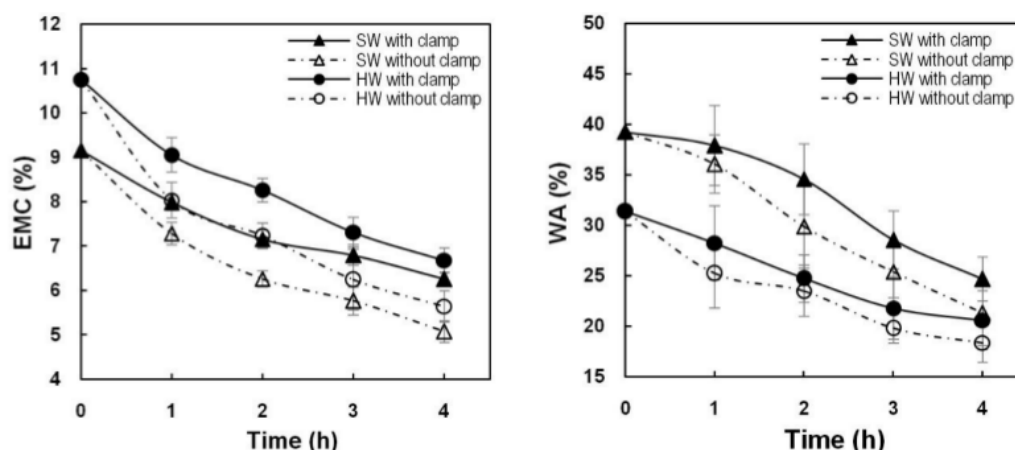 12
11
10
9
8
7
6
5
4
EMC (%)
SW with clamp
SW without clamp
HW with clamp
HW without clamp
0 1 2 3 4
Time (h)
50
45
40
35
30
25
20
15
WA (%)
SW with clamp
SW without clamp
HW with clamp
HW without clamp
0 1 2 3 4
Time (h)